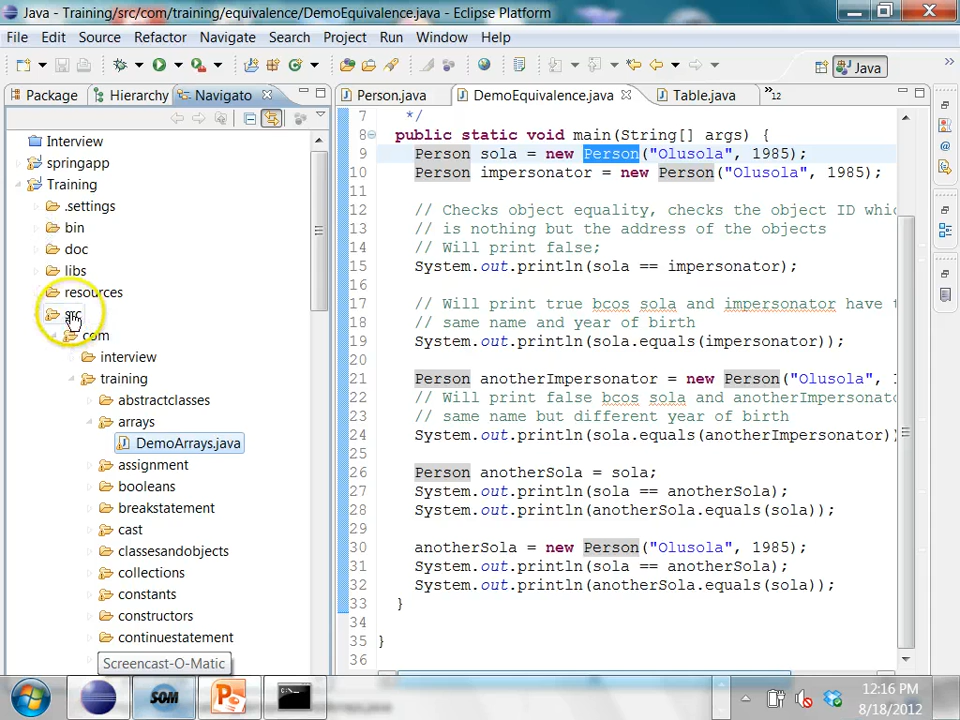 Java - Training/src/com/training/equivalence/DemoEquivalence.java - Eclipse Platform
File Edit Source Refactor Navigate Search Project Run Window Help
Java
Package Hierarchy Navigato
Person.java DemoEquivalence.java Table.java 12
Interview
springapp
Training
.settings
bin
doc
libs
resources
src
com
interview
training
abstractclasses
arrays
DemoArrays.java
assignment
booleans
breakstatement
cast
classesandobjects
collections
constants
constructors
continuestatement
Screencast-O-Matic
7 */
8 public static void main(String[] args) {
9 Person sola = new Person("Olusola", 1985);
10 Person impersonator = new Person("Olusola", 1985);
11
12 // Checks object equality, checks the object ID whic
13 // is nothing but the address of the objects
14 // Will print false;
15 System.out.println(sola == impersonator);
16
17 // Will print true bcos sola and impersonator have t
18 // same name and year of birth
19 System.out.println(sola.equals(impersonator));
20
21 Person anotherImpersonator = new Person("Olusola", 1
22 // Will print false bcos sola and anotherImpersonato
23 // same name but different year of birth
24 System.out.println(sola.equals(anotherImpersonator))
25
26 Person anotherSola = sola;
27 System.out.println(sola == anotherSola);
28 System.out.println(anotherSola.equals(sola));
29
30 anotherSola = new Person("Olusola", 1985);
31 System.out.println(sola == anotherSola);
32 System.out.println(anotherSola.equals(sola));
33 }
34
35 }
36
SOM
12:16 PM
8/18/2012